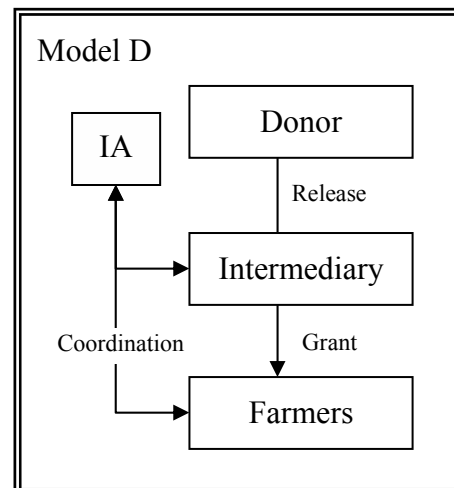 Model D
Donor
IA
Release
Intermediary
Coordination
Grant
Farmers